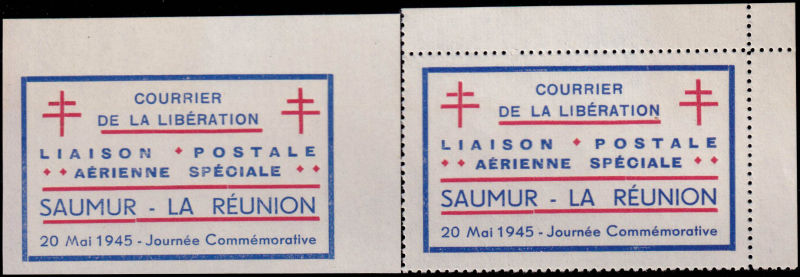 COURRIER
DE LA LIBÉRATION
LIAISON POSTALE
AÉRIENNE SPÉCIALE
SAUMUR - LA RÉUNION
20 Mai 1945 - Journée Commémorative
COURRIER
DE LA LIBÉRATION
LIAISON POSTALE
AÉRIENNE SPÉCIALE
SAUMUR - LA RÉUNION
20 Mai 1945 - Journée Commémorative